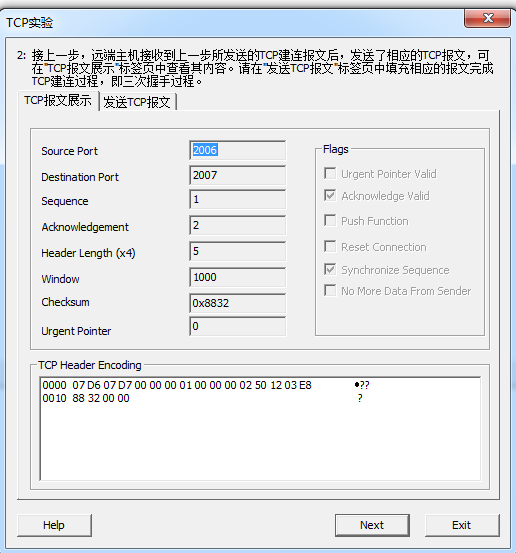 TCP实验
2: 接上一步，远端主机接收到上一步所发送的TCP建连报文后，发送了相应的TCP报文，可
在"TCP报文展示"标签页中查看其内容。请在"发送TCP报文"标签页中填充相应的报文完成
TCP建连过程，即三次握手过程。
TCP报文展示 发送TCP报文
Source Port 2006
Destination Port 2007
Sequence 1
Acknowledgement 2
Header Length (x4) 5
Window 1000
Checksum 0x8832
Urgent Pointer 0
Flags
Urgent Pointer Valid
Acknowledge Valid
Push Function
Reset Connection
Synchronize Sequence
No More Data From Sender
TCP Header Encoding
0000 07 D6 07 D7 00 00 00 01 00 00 00 02 50 12 03 E8 •??
0010 88 32 00 00 ?
Help Next Exit